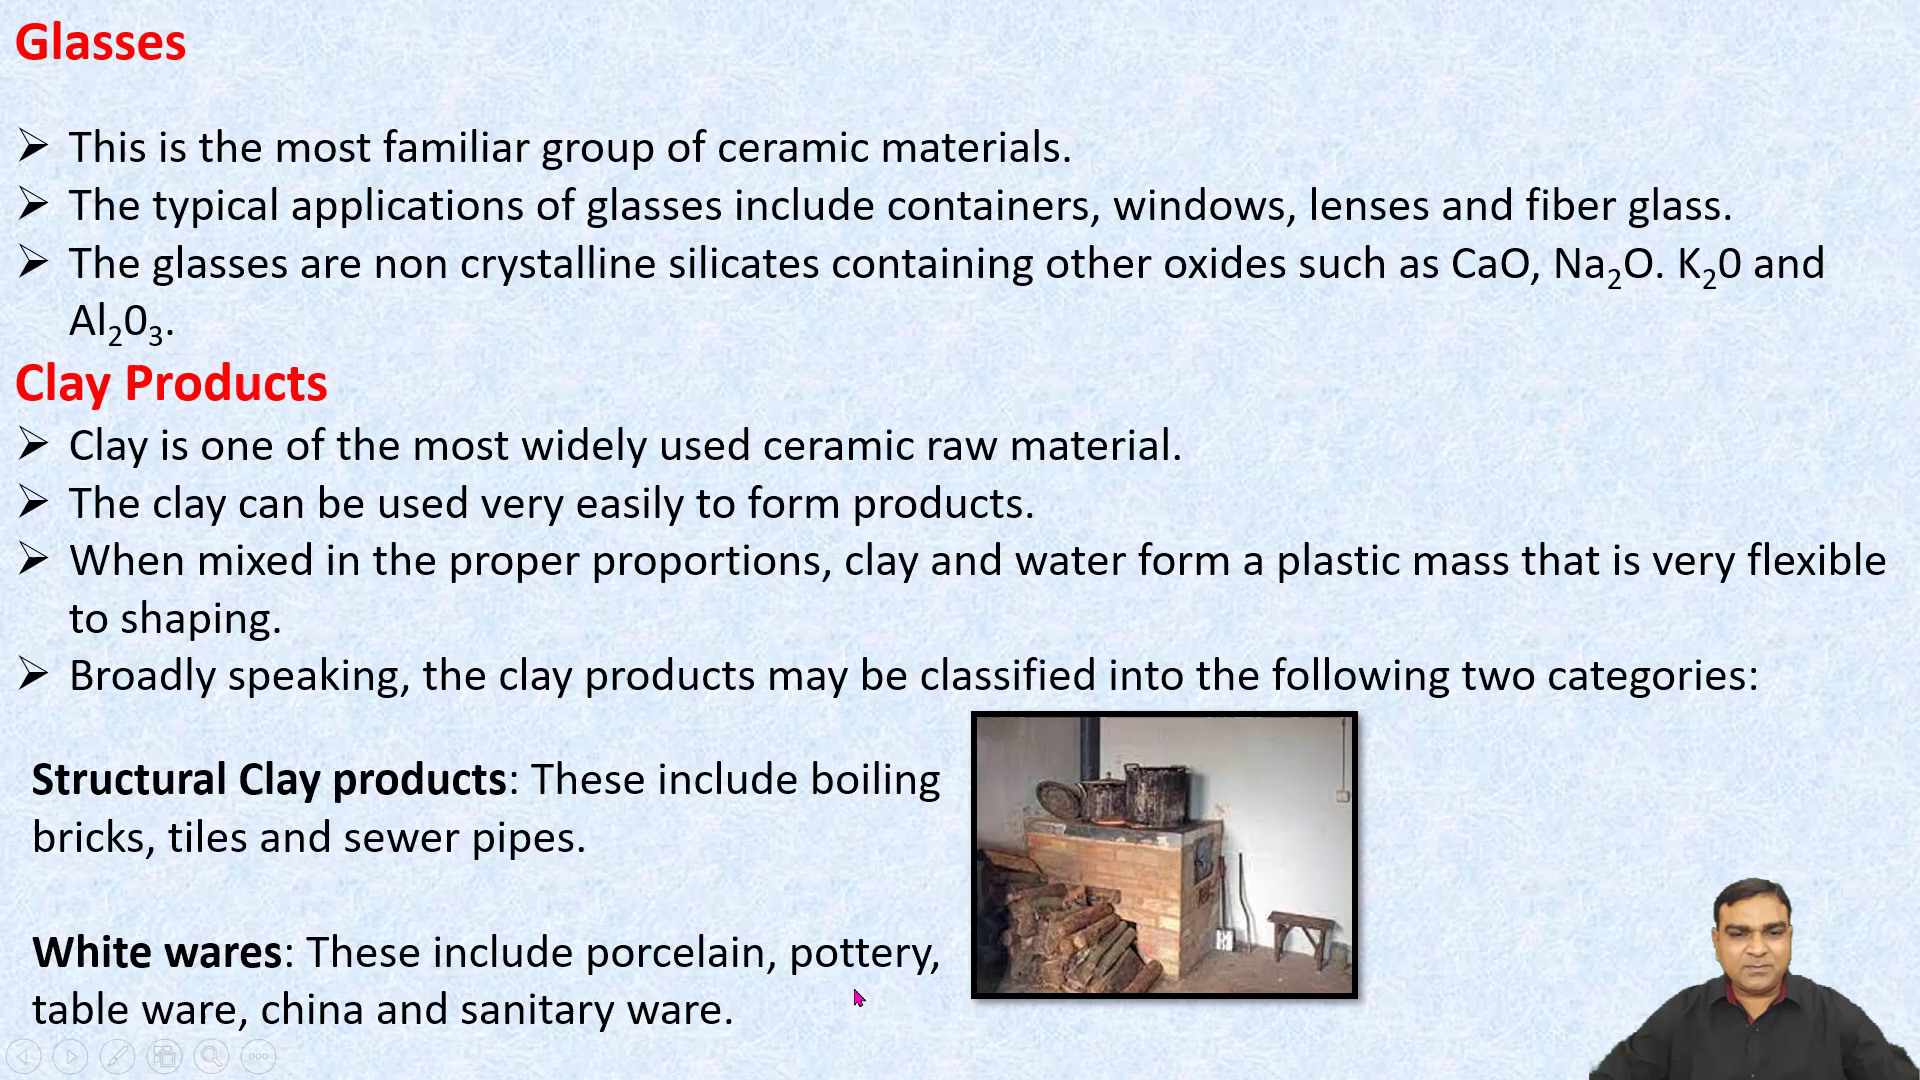 Glasses
➢ This is the most familiar group of ceramic materials.
➢ The typical applications of glasses include containers, windows, lenses and fiber glass.
➢ The glasses are non crystalline silicates containing other oxides such as CaO, Na₂O. K₂0 and
Al₂0₃.
Clay Products
➢ Clay is one of the most widely used ceramic raw material.
➢ The clay can be used very easily to form products.
➢ When mixed in the proper proportions, clay and water form a plastic mass that is very flexible
to shaping.
➢ Broadly speaking, the clay products may be classified into the following two categories:
Structural Clay products: These include boiling
bricks, tiles and sewer pipes.
White wares: These include porcelain, pottery,
table ware, china and sanitary ware.